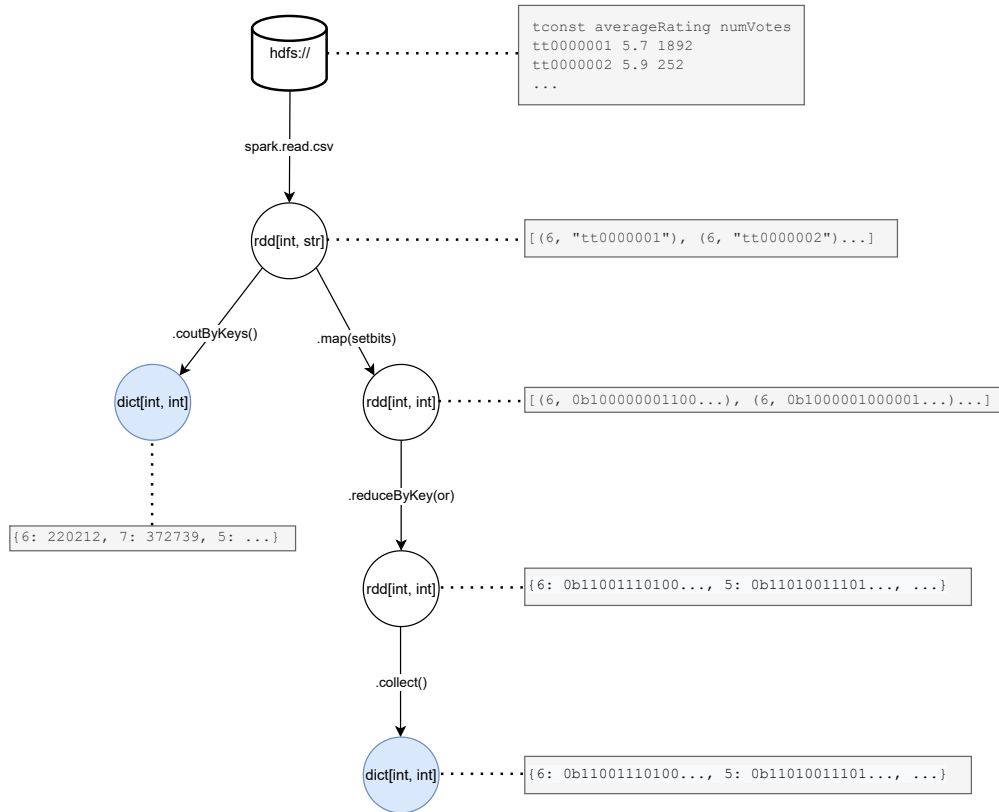 hdfs://
tconst averageRating numVotes
tt0000001 5.7 1892
tt0000002 5.9 252
...
spark.read.csv
rdd[int, str]
[(6, "tt0000001"), (6, "tt0000002")...]
.coutByKeys()
.map(setbits)
dict[int, int]
rdd[int, int]
[(6, 0b100000001100...), (6, 0b1000001000001...)...]
.reduceByKey(or)
{6: 220212, 7: 372739, 5: ...}
rdd[int, int]
{6: 0b11001110100..., 5: 0b11010011101..., ...}
.collect()
dict[int, int]
{6: 0b11001110100..., 5: 0b11010011101..., ...}